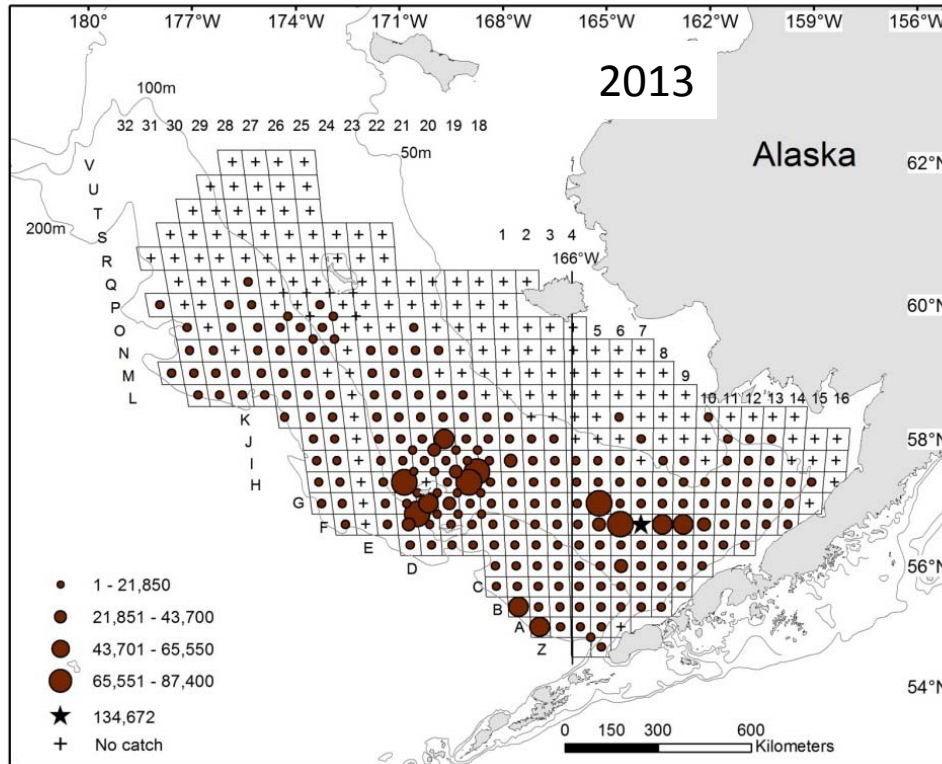 180° 177°W 174°W 171°W 168°W 165°W 162°W 159°W 156°W
2013
100m
32 31 30 29 28 27 26 25 24 23 22 21 20 19 18
50m
Alaska
62°N
V
U
T
200m
S
1 2 3 4
R
166°W
Q
60°N
P
O
5 6 7
N
8
M
9
L
10 11 12 13 14 15 16
K
58°N
J
I
H
G
F
E
D
56°N
C
B
A
Z
1 - 21,850
21,851 - 43,700
43,701 - 65,550
65,551 - 87,400
134,672
No catch
54°N
0 150 300 600
Kilometers